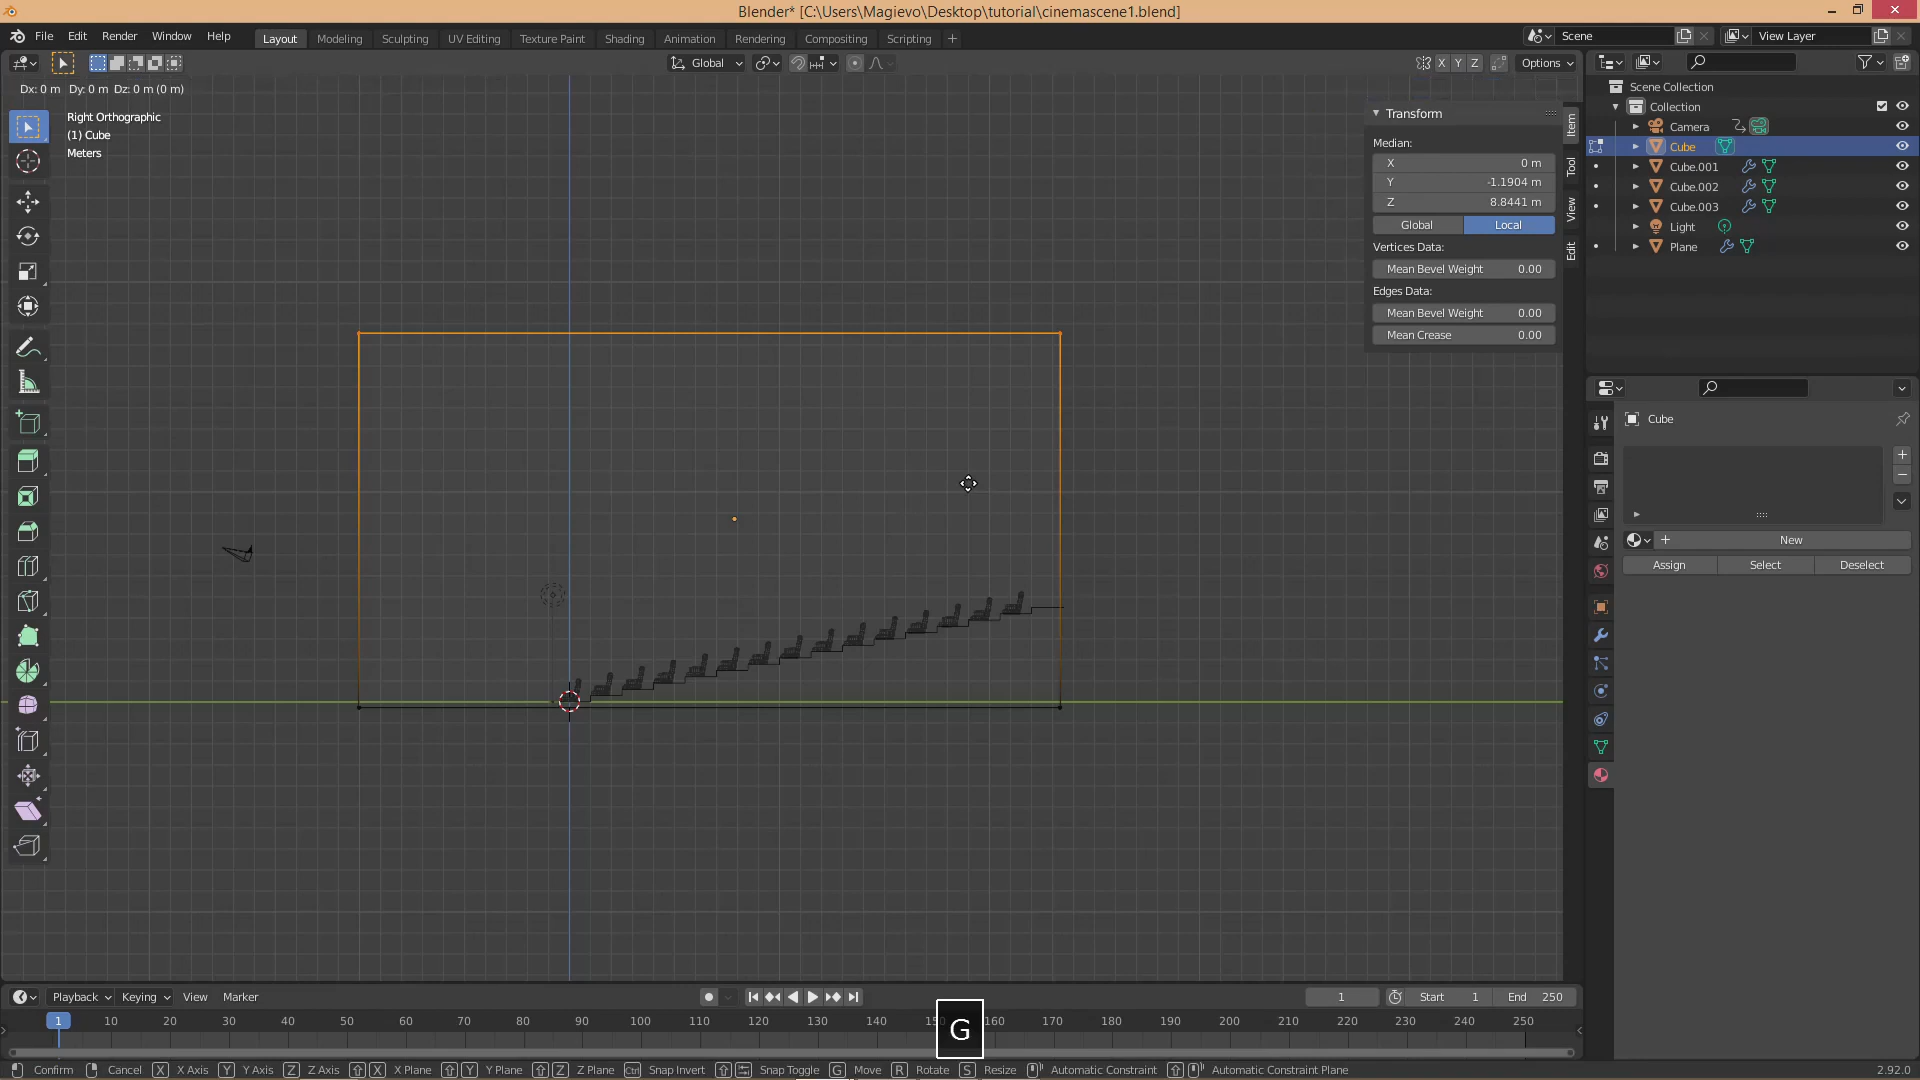 Blender* [C:\Users\Magievo\Desktop\tutorial\cinemascene1.blend]
File Edit Render Window Help Layout Modeling Sculpting UV Editing Texture Paint Shading Animation Rendering Compositing Scripting + Scene View Layer
Global X Y Z Options
Dx: 0 m Dy: 0 m Dz: 0 m (0 m)
Right Orthographic
(1) Cube
Meters
Transform
Median:
X 0 m
Y -1.1904 m
Z 8.8441 m
Global Local
Vertices Data:
Mean Bevel Weight 0.00
Edges Data:
Mean Bevel Weight 0.00
Mean Crease 0.00
Item
Tool
View
Edit
Scene Collection
Collection
Camera
Cube
Cube.001
Cube.002
Cube.003
Light
Plane
Cube
+ New
Assign Select Deselect
Playback Keying View Marker 1 Start 1 End 250
1 10 20 30 40 50 60 70 80 90 100 110 120 130 140 150 160 170 180 190 200 210 220 230 240 250
G
Confirm Cancel X X Axis Y Y Axis Z Z Axis X X Plane Y Y Plane Z Z Plane Ctrl Snap Invert Snap Toggle G Move R Rotate S Resize Automatic Constraint Automatic Constraint Plane 2.92.0